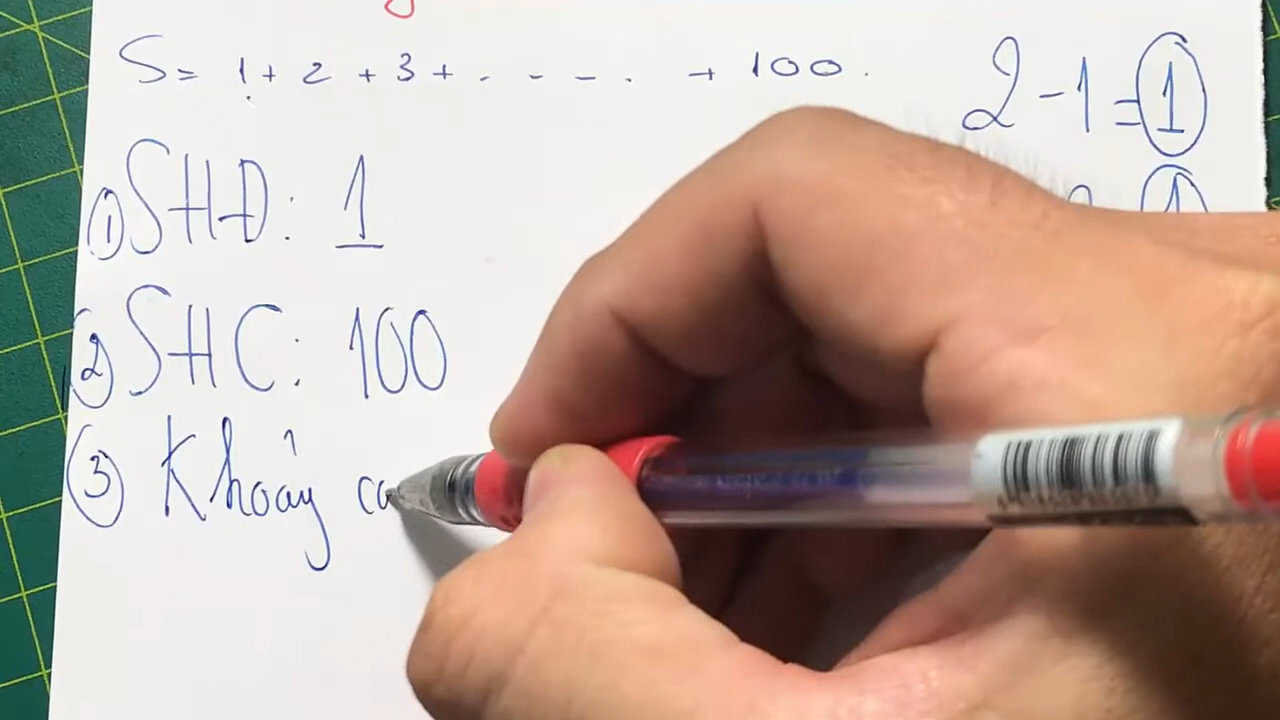 S = 1 + 2 + 3 + . - - - . + 100.
2 - 1 = 1
① SHĐ: 1
② SHC: 100
③ Khoảng